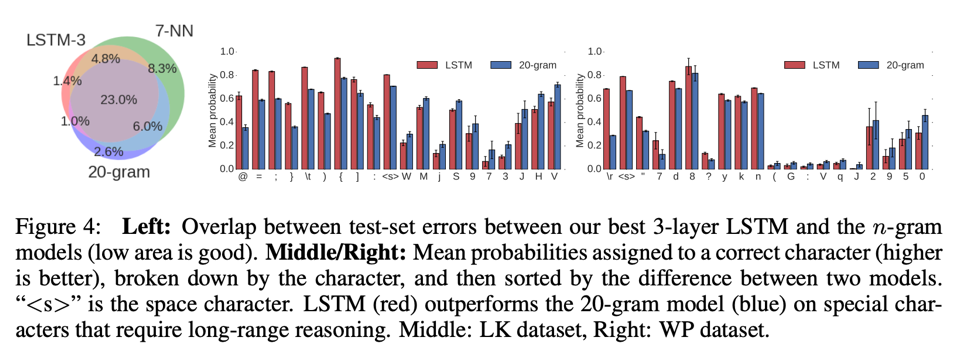 LSTM-3
7-NN
4.8%
1.4%
8.3%
23.0%
1.0%
6.0%
2.6%
20-gram
Mean probability
1.0
0.8
0.6
0.4
0.2
0.0
LSTM 20-gram
@ = ; } \t ) { ] : <s> W M j S 9 7 3 J H V
Mean probability
1.0
0.8
0.6
0.4
0.2
0.0
LSTM 20-gram
\r <s> " 7 d 8 ? y k n ( G : V q J 2 9 5 0
Figure 4: Left: Overlap between test-set errors between our best 3-layer LSTM and the n-gram
models (low area is good). Middle/Right: Mean probabilities assigned to a correct character (higher
is better), broken down by the character, and then sorted by the difference between two models.
“<s>” is the space character. LSTM (red) outperforms the 20-gram model (blue) on special char-
acters that require long-range reasoning. Middle: LK dataset, Right: WP dataset.